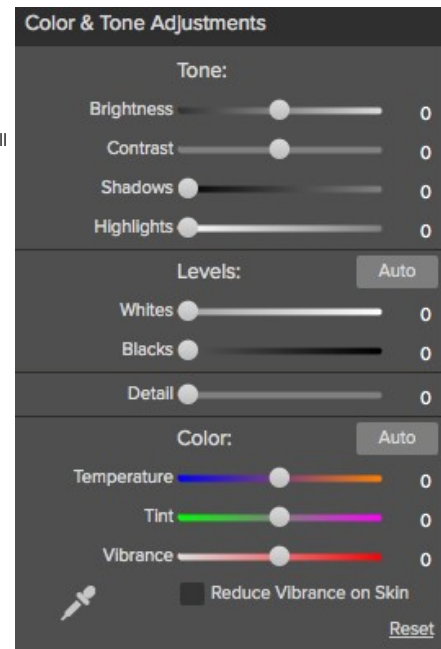 Color & Tone Adjustments
Tone:
Brightness 0
ll Contrast 0
Shadows 0
Highlights 0
Levels: Auto
Whites 0
Blacks 0
Detail 0
Color: Auto
Temperature 0
Tint 0
Vibrance 0
Reduce Vibrance on Skin
Reset